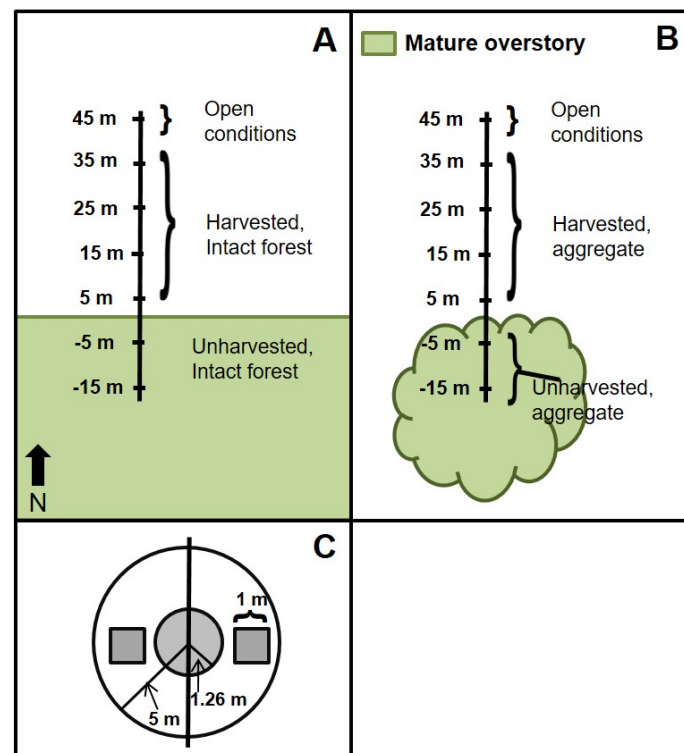 A
45 m
Open
conditions
35 m
25 m
Harvested,
Intact forest
15 m
5 m
-5 m
Unharvested,
Intact forest
-15 m
N
Mature overstory
B
45 m
Open
conditions
35 m
25 m
Harvested,
aggregate
15 m
5 m
-5 m
-15 m
Unharvested,
aggregate
C
1 m
1.26 m
5 m